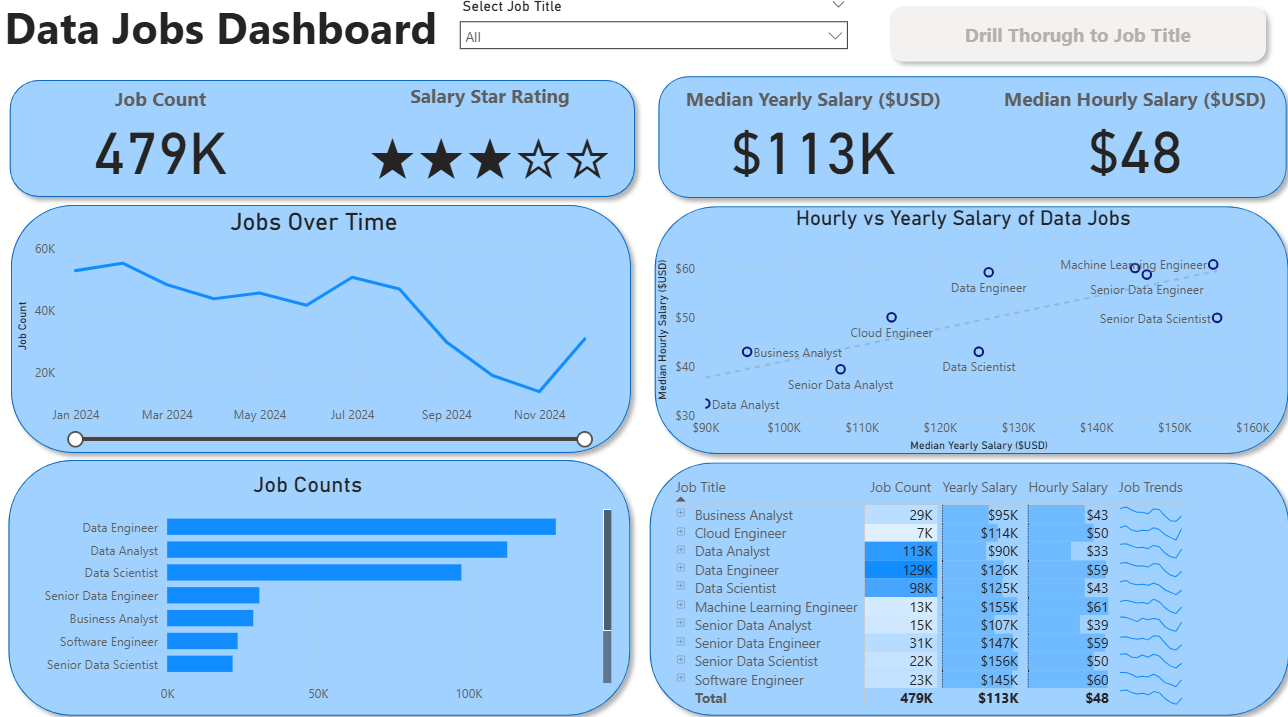 Data Jobs Dashboard
Select Job Title
All
Drill Thorugh to Job Title
Job Count
479K
Salary Star Rating
★★★☆☆
Median Yearly Salary ($USD)
$113K
Median Hourly Salary ($USD)
$48
Jobs Over Time
Job Count
60K
40K
20K
Jan 2024 Mar 2024 May 2024 Jul 2024 Sep 2024 Nov 2024
Hourly vs Yearly Salary of Data Jobs
Median Hourly Salary ($USD)
$60
$50
$40
$30
Machine Learning Engineer
Data Engineer
Senior Data Engineer
Cloud Engineer
Senior Data Scientist
Business Analyst
Data Scientist
Senior Data Analyst
Data Analyst
$90K $100K $110K $120K $130K $140K $150K $160K
Median Yearly Salary ($USD)
Job Counts
Data Engineer
Data Analyst
Data Scientist
Senior Data Engineer
Business Analyst
Software Engineer
Senior Data Scientist
0K 50K 100K
Job Title Job Count Yearly Salary Hourly Salary Job Trends
Business Analyst 29K $95K $43
Cloud Engineer 7K $114K $50
Data Analyst 113K $90K $33
Data Engineer 129K $126K $59
Data Scientist 98K $125K $43
Machine Learning Engineer 13K $155K $61
Senior Data Analyst 15K $107K $39
Senior Data Engineer 31K $147K $59
Senior Data Scientist 22K $156K $50
Software Engineer 23K $145K $60
Total 479K $113K $48